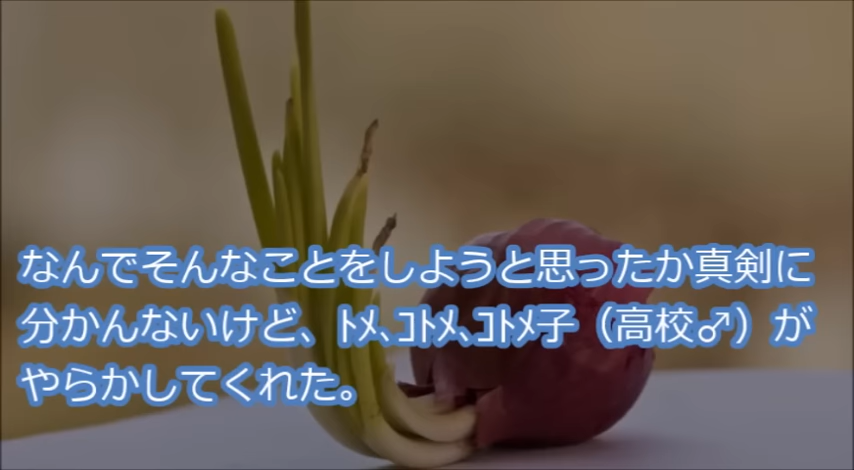 なんでそんなことをしようと思ったか真剣に
分かんないけど、ﾄﾒ､ｺﾄﾒ､ｺﾄﾒ子（高校♂）が
やらかしてくれた。